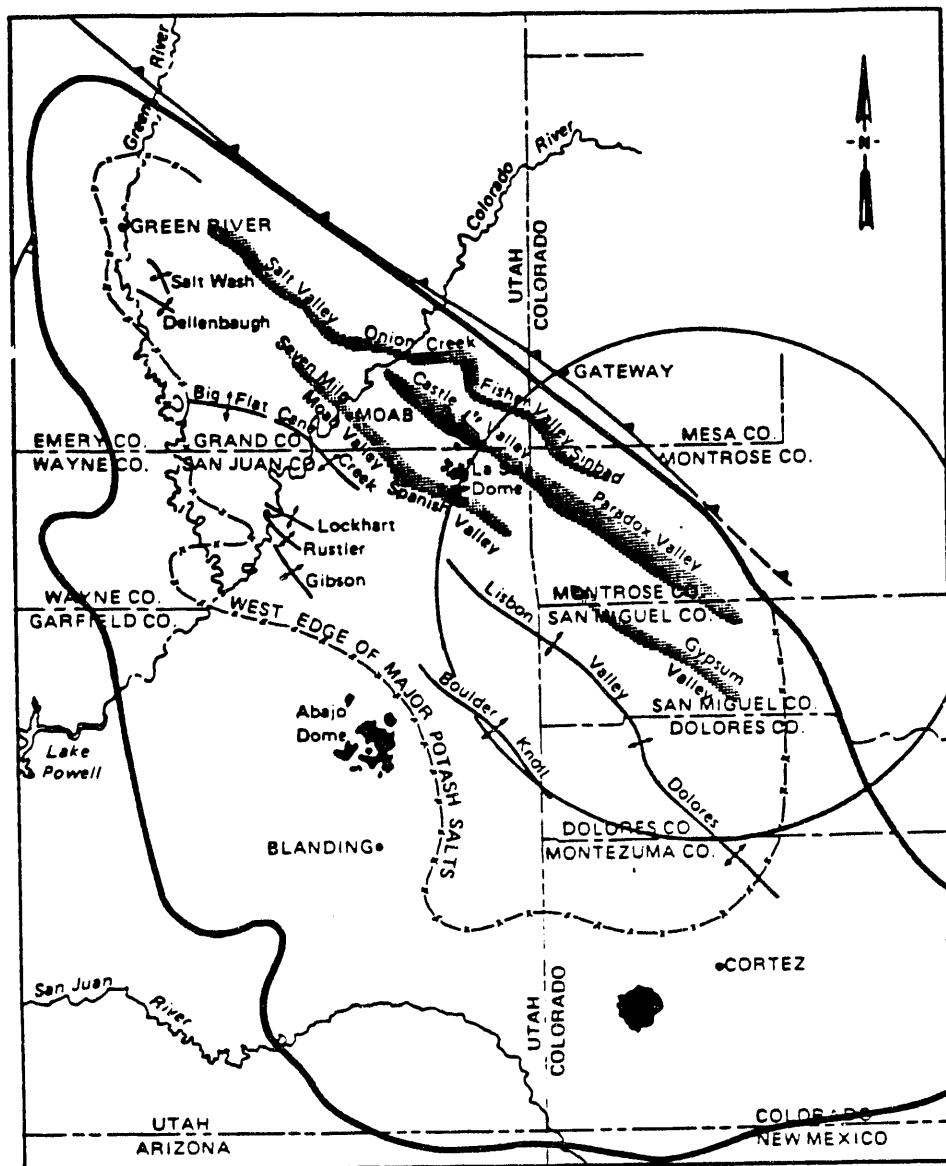 Green River
Colorado River
-N-
GREEN RIVER
UTAH
COLORADO
Salt Wash
Salt Valley
Dellenbaugh
Onion Creek
GATEWAY
Seven Mile
Castle Valley
Fisher Valley
Sinbad
Big Flat
Cane Creek
Moab Valley
MOAB
MESA CO.
MONTROSE CO.
EMERY CO.
WAYNE CO.
GRAND CO.
SAN JUAN CO.
La Sal
Dome
Spanish Valley
Paradox Valley
Lockhart
Rustler
Gibson
WAYNE CO.
GARFIELD CO.
WEST EDGE OF MAJOR POTASH SALTS
Lisbon Valley
MONTROSE CO.
SAN MIGUEL CO.
Gypsum
Valley
Boulder Knoll
SAN MIGUEL CO.
DOLORES CO.
Abajo
Dome
Lake
Powell
Dolores
DOLORES CO
MONTEZUMA CO.
BLANDING
CORTEZ
San Juan River
UTAH
COLORADO
UTAH
ARIZONA
COLORADO
NEW MEXICO